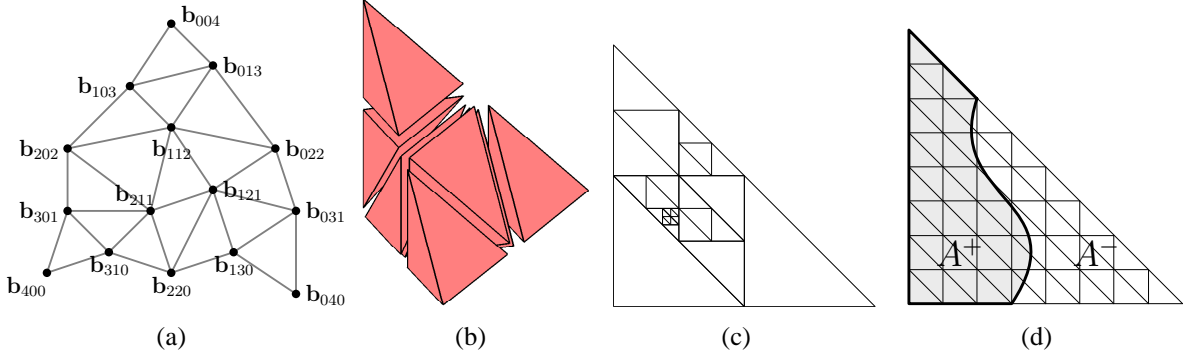 b₀₀₄
b₀₁₃
b₁₀₃
b₁₁₂
b₂₀₂
b₀₂₂
b₂₁₁
b₁₂₁
b₃₀₁
b₀₃₁
b₃₁₀
b₁₃₀
b₄₀₀
b₂₂₀
b₀₄₀
A⁺ A⁻
(a) (b) (c) (d)